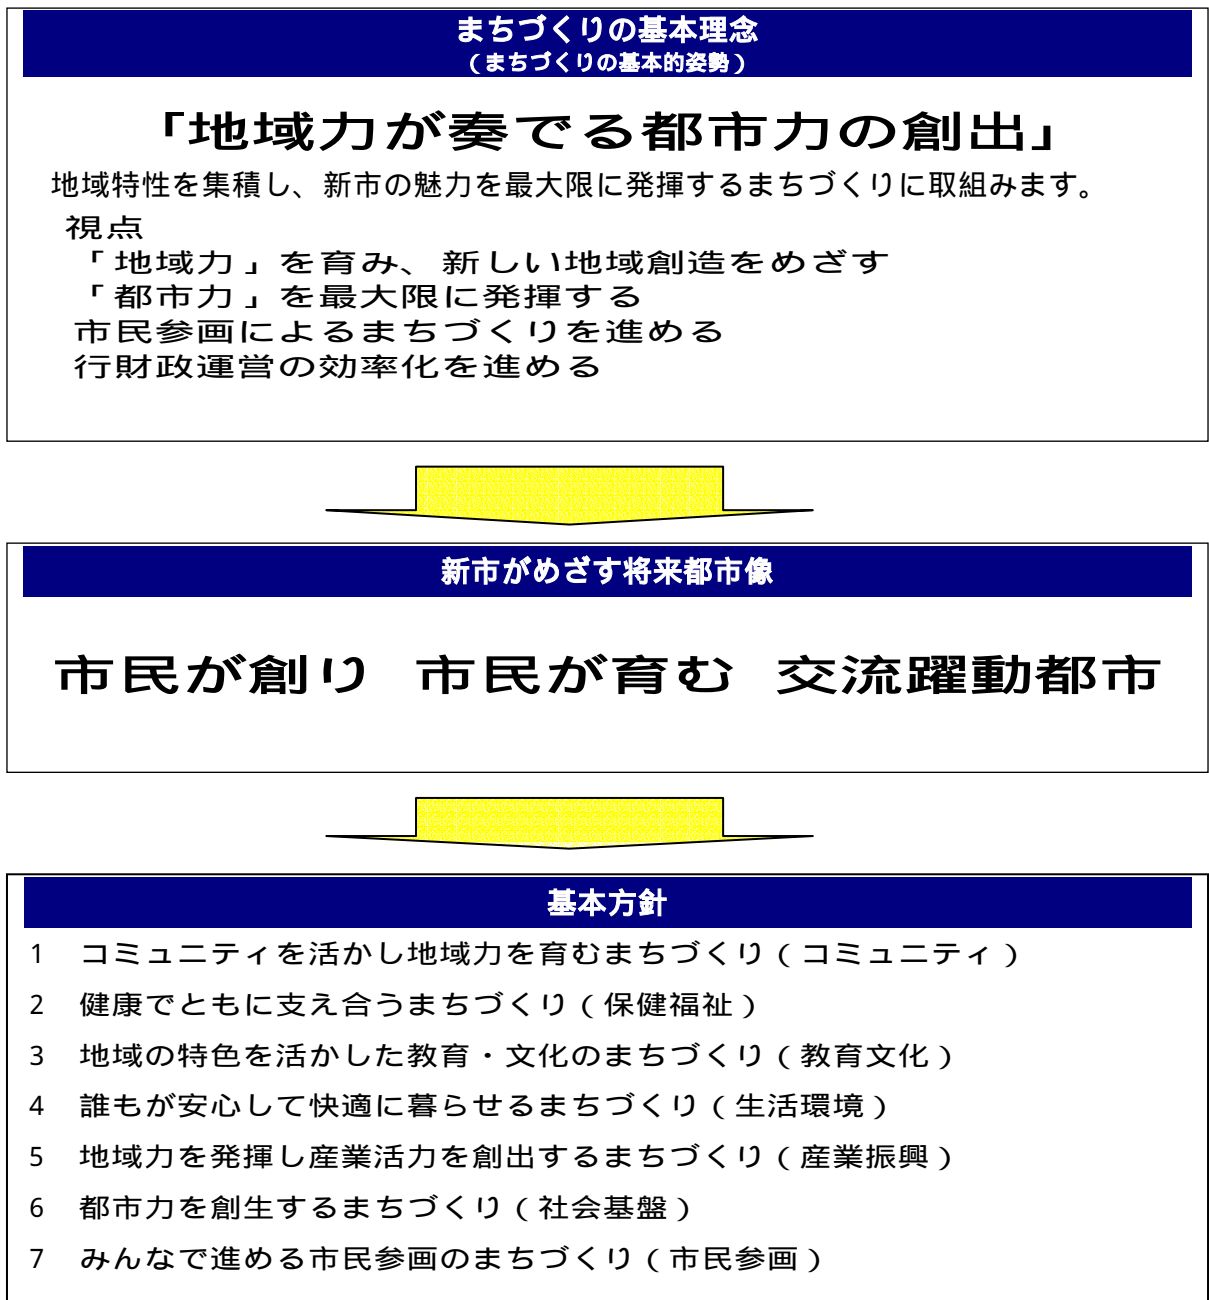 まちづくりの基本理念
(まちづくりの基本的姿勢)
「地域力が奏でる都市力の創出」
地域特性を集積し、新市の魅力を最大限に発揮するまちづくりに取組みます。
視点
「地域力」を育み、新しい地域創造をめざす
「都市力」を最大限に発揮する
市民参画によるまちづくりを進める
行財政運営の効率化を進める
新市がめざす将来都市像
市民が創り 市民が育む 交流躍動都市
基本方針
1 コミュニティを活かし地域力を育むまちづくり(コミュニティ)
2 健康でともに支え合うまちづくり(保健福祉)
3 地域の特色を活かした教育・文化のまちづくり(教育文化)
4 誰もが安心して快適に暮らせるまちづくり(生活環境)
5 地域力を発揮し産業活力を創出するまちづくり(産業振興)
6 都市力を創生するまちづくり(社会基盤)
7 みんなで進める市民参画のまちづくり(市民参画)